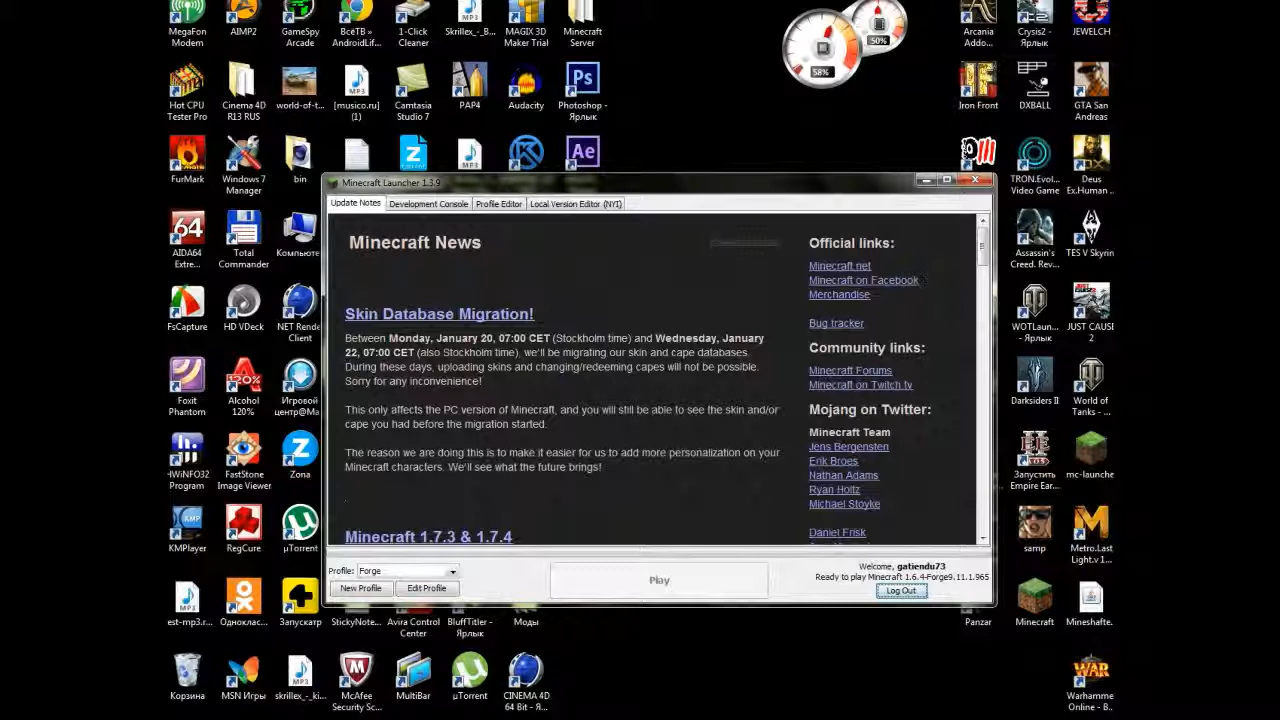 MegaFon
Modem
AIMP2
GameSpy
Arcade
ВсёТВ »
AndroidLif...
1-Click
Cleaner
Skrillex_-_B...
MAGIX 3D
Maker Trial
Minecraft
Server
50%
58%
Arcania
Addo...
Crysis2 -
Ярлык
JEWELCH
Hot CPU
Tester Pro
Cinema 4D
R13 RUS
world-of-t...
MP3
[musico.ru]
(1)
Camtasia
Studio 7
PAP4
Audacity
Ps
Photoshop -
Ярлык
Iron Front
DXBALL
GTA San
Andreas
FurMark
Windows 7
Manager
bin
Z
MP3
Ae
TRON.Evol...
Video Game
Deus
Ex.Human ...
Minecraft Launcher 1.3.9
Update Notes
Development Console
Profile Editor
Local Version Editor (NYI)
64
AIDA64
Extre...
Total
Commander
Компьюте
Assassin's
Creed. Rev...
TES V Skyrin
Minecraft News
Official links:
Minecraft.net
Minecraft on Facebook
Merchandise
Bug tracker
Community links:
Minecraft Forums
Minecraft on Twitch.tv
Mojang on Twitter:
Minecraft Team
Jens Bergensten
Erik Broes
Nathan Adams
Ryan Holtz
Michael Stoyke
Daniel Frisk
Skin Database Migration!
Between Monday, January 20, 07:00 CET (Stockholm time) and Wednesday, January
22, 07:00 CET (also Stockholm time), we'll be migrating our skin and cape databases.
During these days, uploading skins and changing/redeeming capes will not be possible.
Sorry for any inconvenience!
This only affects the PC version of Minecraft, and you will still be able to see the skin and/or
cape you had before the migration started.
The reason we are doing this is to make it easier for us to add more personalization on your
Minecraft characters. We'll see what the future brings!
.
Minecraft 1.7.3 & 1.7.4
FsCapture
HD VDeck
NET Rende
Client
WOTLaun...
- Ярлык
JUST CAUSE
2
Foxit
Phantom
Alcohol
120%
Игровой
центр@Ma
Darksiders II
World of
Tanks - ...
HWiNFO32
Program
FastStone
Image Viewer
Zona
Запустить
Empire Ear...
mc-launche
KMPlayer
RegCure
µTorrent
samp
Metro.Last
Light.v 1...
Profile: Forge
New Profile
Edit Profile
Play
Welcome, gatiendu73
Ready to play Minecraft 1.6.4-Forge9.11.1.965
Log Out
est-mp3.r...
Однокла...
Запускатр
StickyNote...
Avira Control
Center
BluffTitler -
Ярлык
Моды
Panzar
Minecraft
Mineshafte..
Корзина
MSN Игры
skrillex_-_ki...
McAfee
Security Sc...
MultiBar
µTorrent
CINEMA 4D
64 Bit - Я...
Warhamme
Online - B...